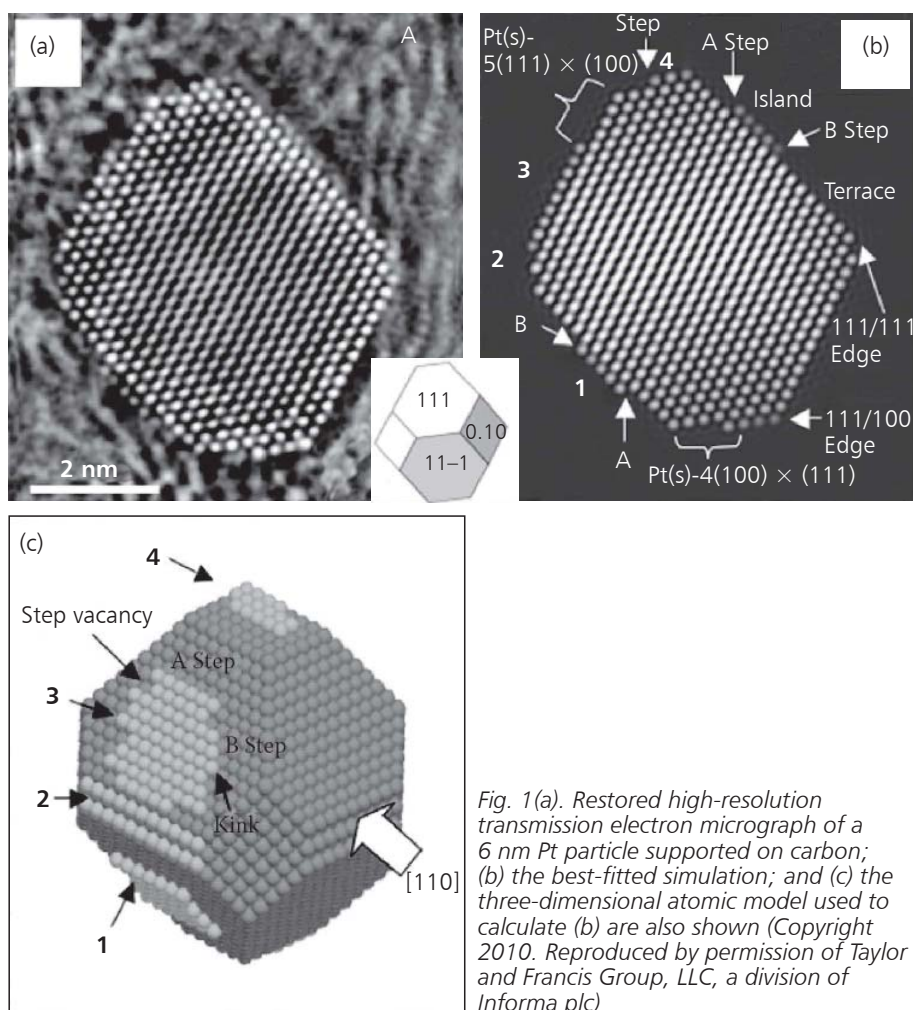 (a)
A
2 nm
111
0.10
11–1
(b)
Pt(s)-
5(111) × (100)
Step
4
A Step
Island
B Step
3
Terrace
2
B
111/111
Edge
1
111/100
Edge
A
Pt(s)-4(100) × (111)
(c)
4
Step vacancy
A Step
3
B Step
2
Kink
[110]
1
Fig. 1(a). Restored high-resolution
transmission electron micrograph of a
6 nm Pt particle supported on carbon;
(b) the best-fitted simulation; and (c) the
three-dimensional atomic model used to
calculate (b) are also shown (Copyright
2010. Reproduced by permission of Taylor
and Francis Group, LLC, a division of
Informa plc)